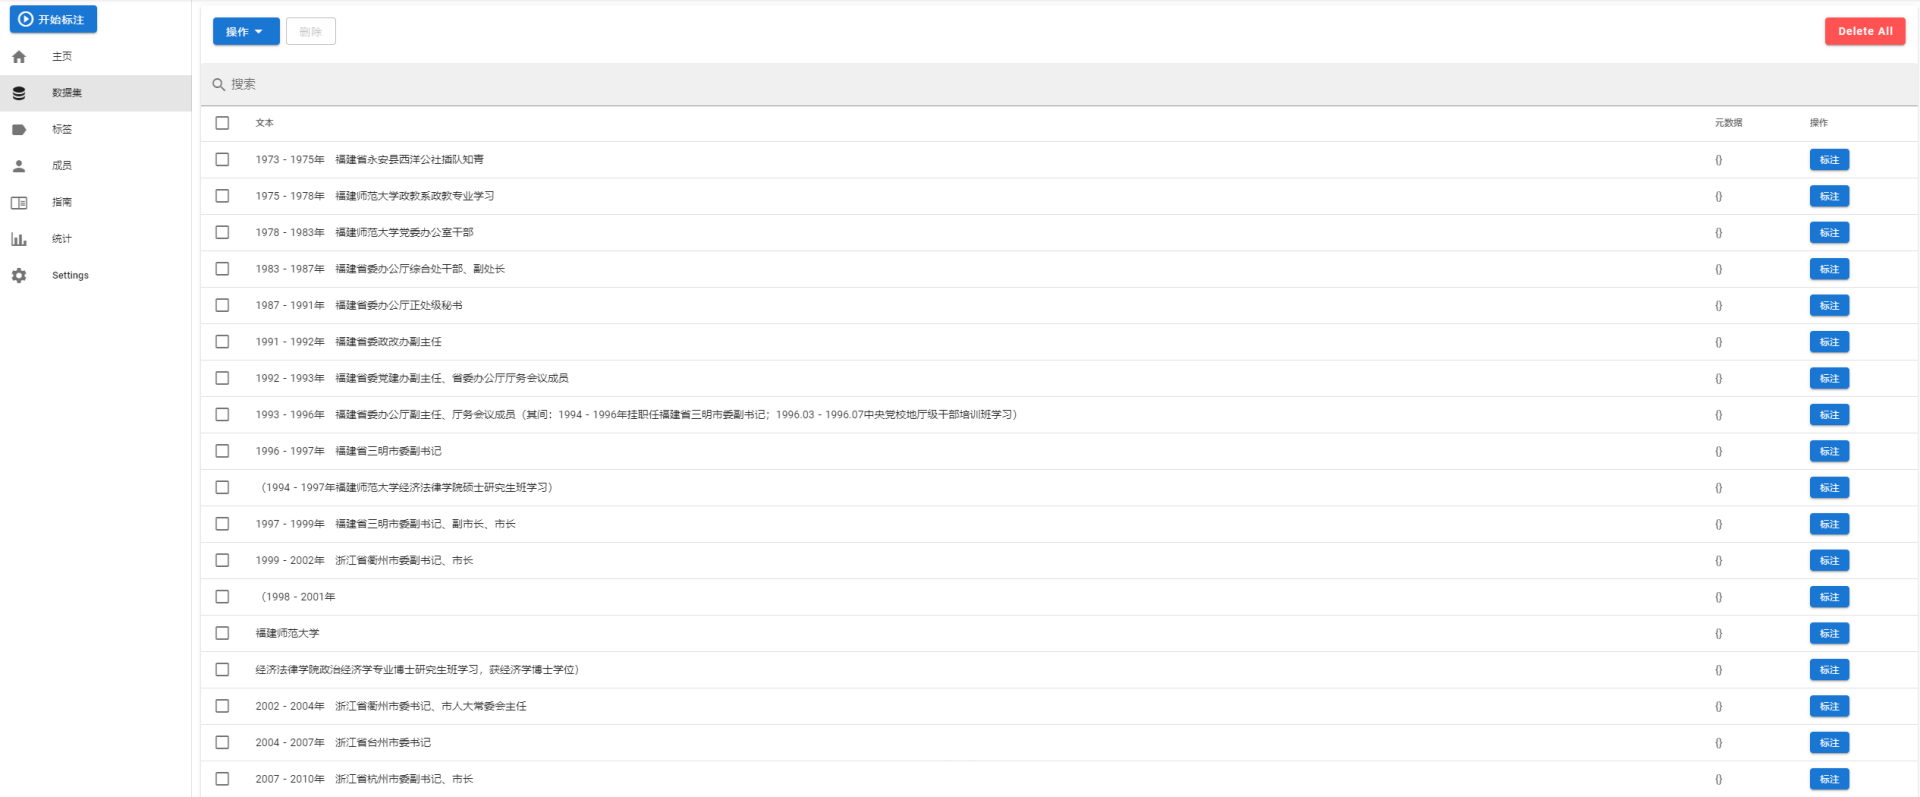 开始标注
主页
数据集
标签
成员
指南
统计
Settings
操作 删除 Delete All
搜索
文本 元数据 操作
1973 - 1975年 福建省永安县西洋公社插队知青 {} 标注
1975 - 1978年 福建师范大学政教系政教专业学习 {} 标注
1978 - 1983年 福建师范大学党委办公室干部 {} 标注
1983 - 1987年 福建省委办公厅综合处干部、副处长 {} 标注
1987 - 1991年 福建省委办公厅正处级秘书 {} 标注
1991 - 1992年 福建省委政改办副主任 {} 标注
1992 - 1993年 福建省委党建办副主任、省委办公厅厅务会议成员 {} 标注
1993 - 1996年 福建省委办公厅副主任、厅务会议成员（其间：1994 - 1996年挂职任福建省三明市委副书记；1996.03 - 1996.07中央党校地厅级干部培训班学习） {} 标注
1996 - 1997年 福建省三明市委副书记 {} 标注
（1994 - 1997年福建师范大学经济法律学院硕士研究生班学习） {} 标注
1997 - 1999年 福建省三明市委副书记、副市长、市长 {} 标注
1999 - 2002年 浙江省衢州市委副书记、市长 {} 标注
（1998 - 2001年 {} 标注
福建师范大学 {} 标注
经济法律学院政治经济学专业博士研究生班学习，获经济学博士学位） {} 标注
2002 - 2004年 浙江省衢州市委书记、市人大常委会主任 {} 标注
2004 - 2007年 浙江省台州市委书记 {} 标注
2007 - 2010年 浙江省杭州市委副书记、市长 {} 标注